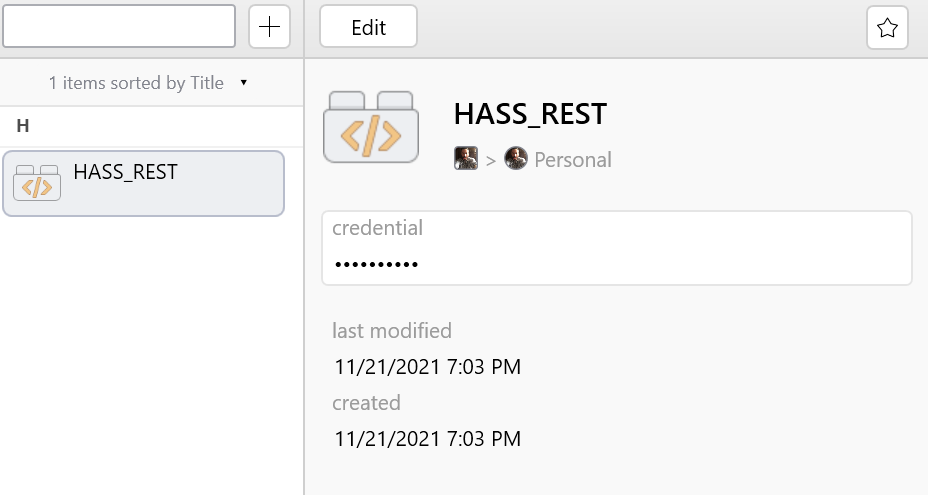 Edit
1 items sorted by Title
H
HASS_REST
HASS_REST
> Personal
credential
••••••••••
last modified
11/21/2021 7:03 PM
created
11/21/2021 7:03 PM